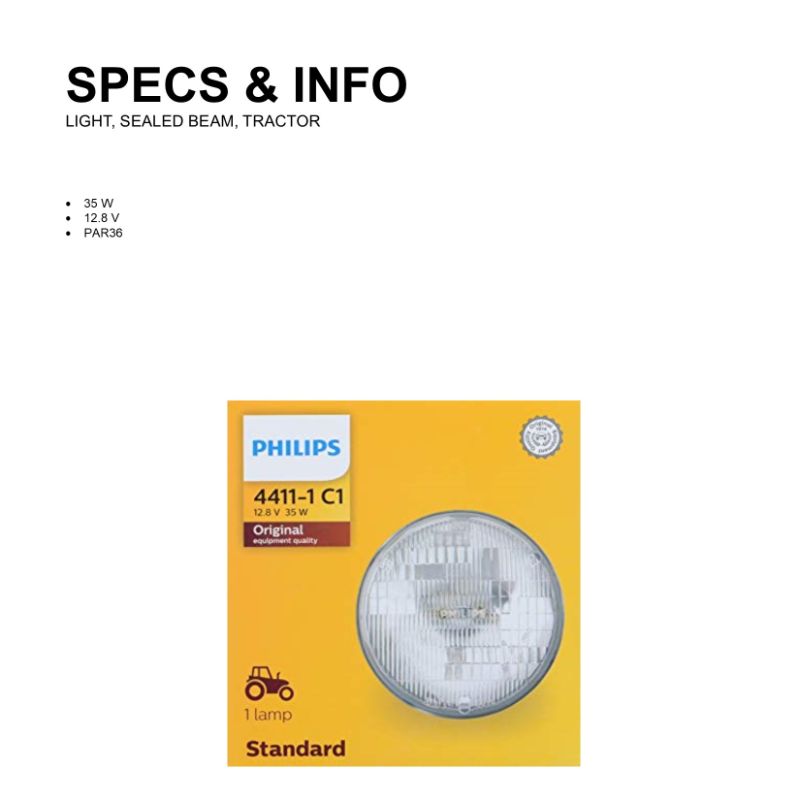 SPECS & INFO
LIGHT, SEALED BEAM, TRACTOR
• 35 W
• 12.8 V
• PAR36
PHILIPS
4411-1 C1
12.8 V 35 W
Original
equipment quality
PHILIPS
1 lamp
Standard